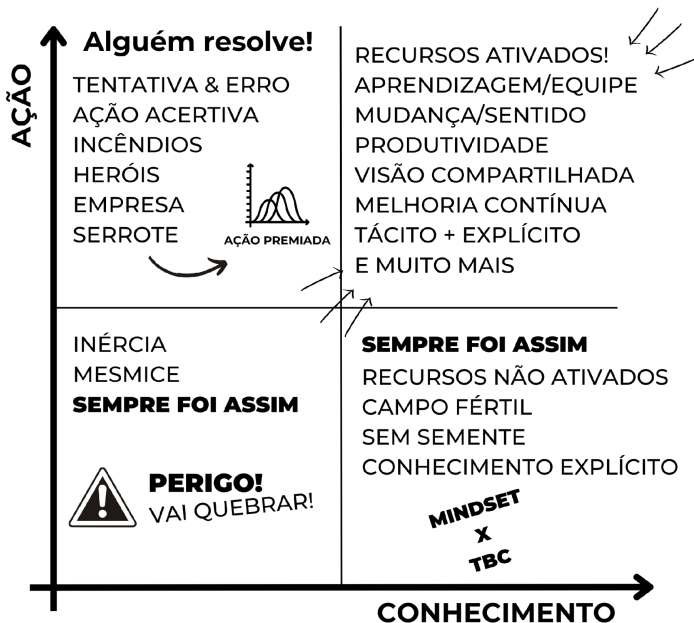 AÇÃO
Alguém resolve!
TENTATIVA & ERRO
AÇÃO ACERTIVA
INCÊNDIOS
HERÓIS
EMPRESA
SERROTE
AÇÃO PREMIADA
RECURSOS ATIVADOS!
APRENDIZAGEM/EQUIPE
MUDANÇA/SENTIDO
PRODUTIVIDADE
VISÃO COMPARTILHADA
MELHORIA CONTÍNUA
TÁCITO + EXPLÍCITO
E MUITO MAIS
INÉRCIA
MESMICE
SEMPRE FOI ASSIM
!
PERIGO!
VAI QUEBRAR!
SEMPRE FOI ASSIM
RECURSOS NÃO ATIVADOS
CAMPO FÉRTIL
SEM SEMENTE
CONHECIMENTO EXPLÍCITO
MINDSET
X
TBC
CONHECIMENTO